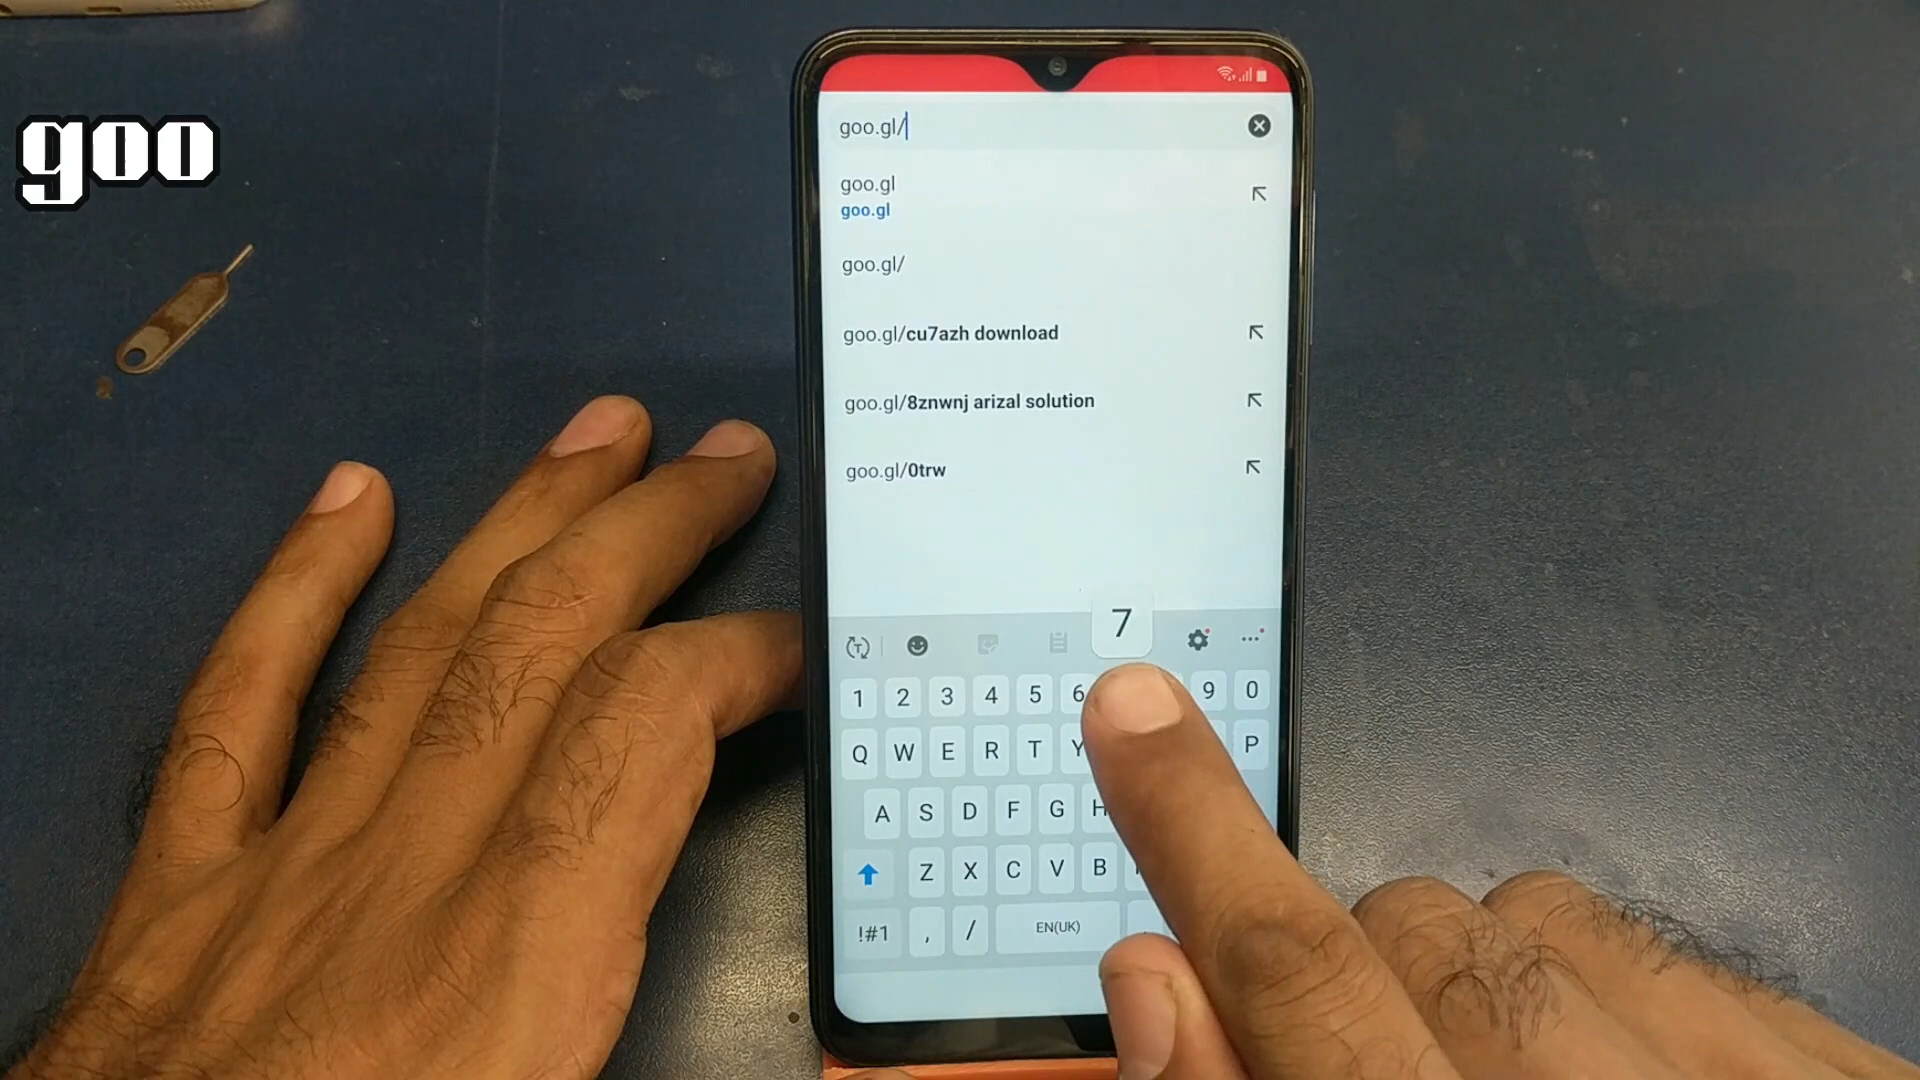 goo
goo.gl/
goo.gl
goo.gl
goo.gl/
goo.gl/cu7azh download
goo.gl/8znwnj arizal solution
goo.gl/0trw
7
1 2 3 4 5 6 9 0
Q W E R T Y P
A S D F G H
Z X C V B
!#1 , / EN(UK)